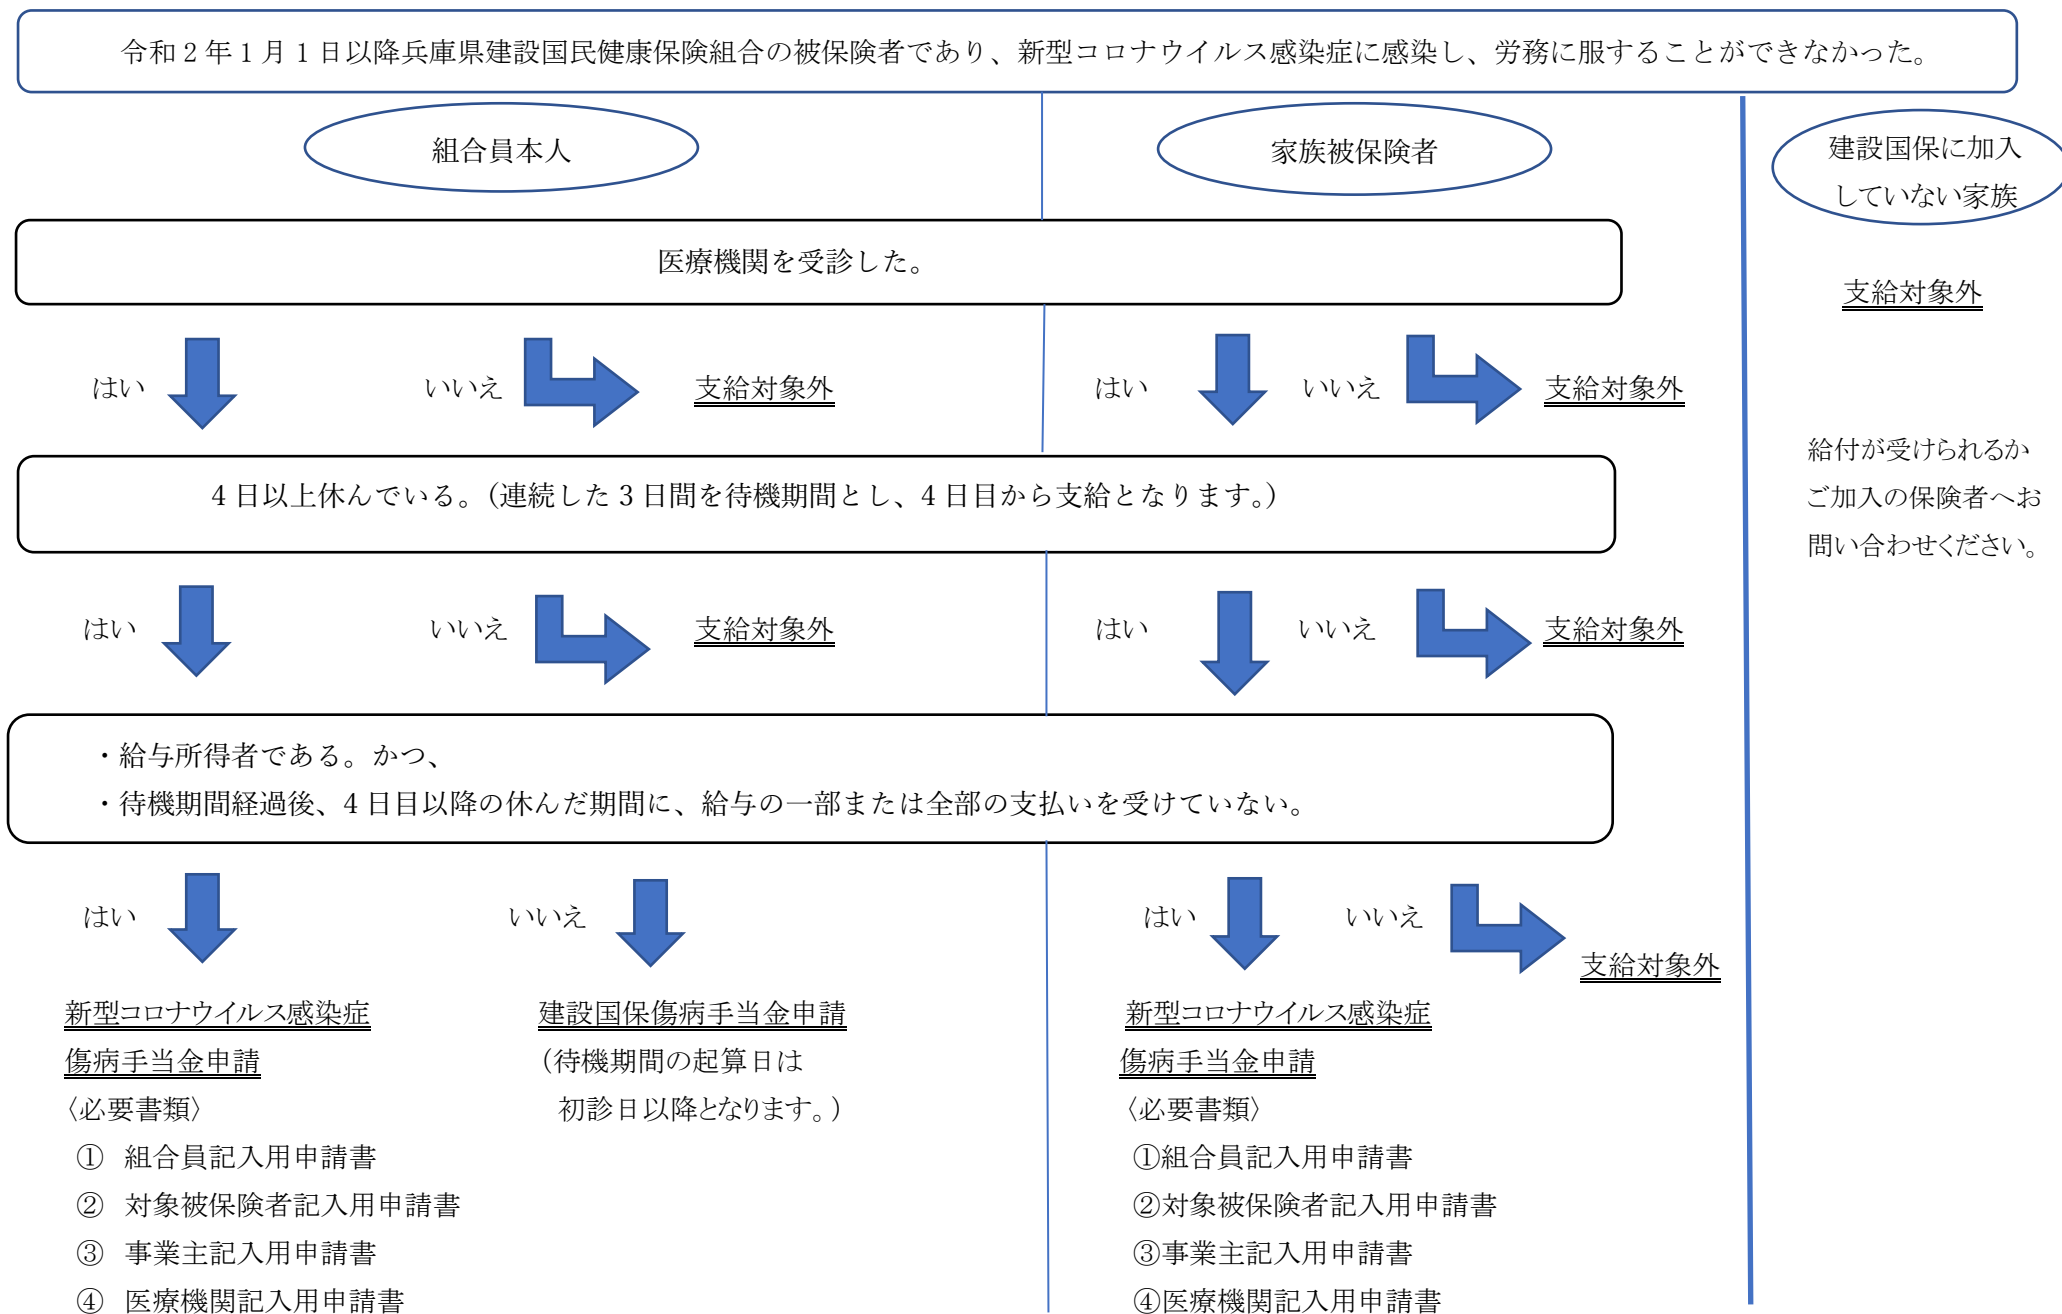 令和２年１月１日以降兵庫県建設国民健康保険組合の被保険者であり、新型コロナウイルス感染症に感染し、労務に服することができなかった。
組合員本人
家族被保険者
建設国保に加入
していない家族
医療機関を受診した。
支給対象外
はい
いいえ
支給対象外
はい
いいえ
支給対象外
給付が受けられるか
ご加入の保険者へお
問い合わせください。
４日以上休んでいる。（連続した３日間を待機期間とし、４日目から支給となります。）
はい
いいえ
支給対象外
はい
いいえ
支給対象外
・給与所得者である。かつ、
・待機期間経過後、４日目以降の休んだ期間に、給与の一部または全部の支払いを受けていない。
はい
いいえ
はい
いいえ
支給対象外
新型コロナウイルス感染症
傷病手当金申請
〈必要書類〉
① 組合員記入用申請書
② 対象被保険者記入用申請書
③ 事業主記入用申請書
④ 医療機関記入用申請書
建設国保傷病手当金申請
（待機期間の起算日は
初診日以降となります。）
新型コロナウイルス感染症
傷病手当金申請
〈必要書類〉
①組合員記入用申請書
②対象被保険者記入用申請書
③事業主記入用申請書
④医療機関記入用申請書